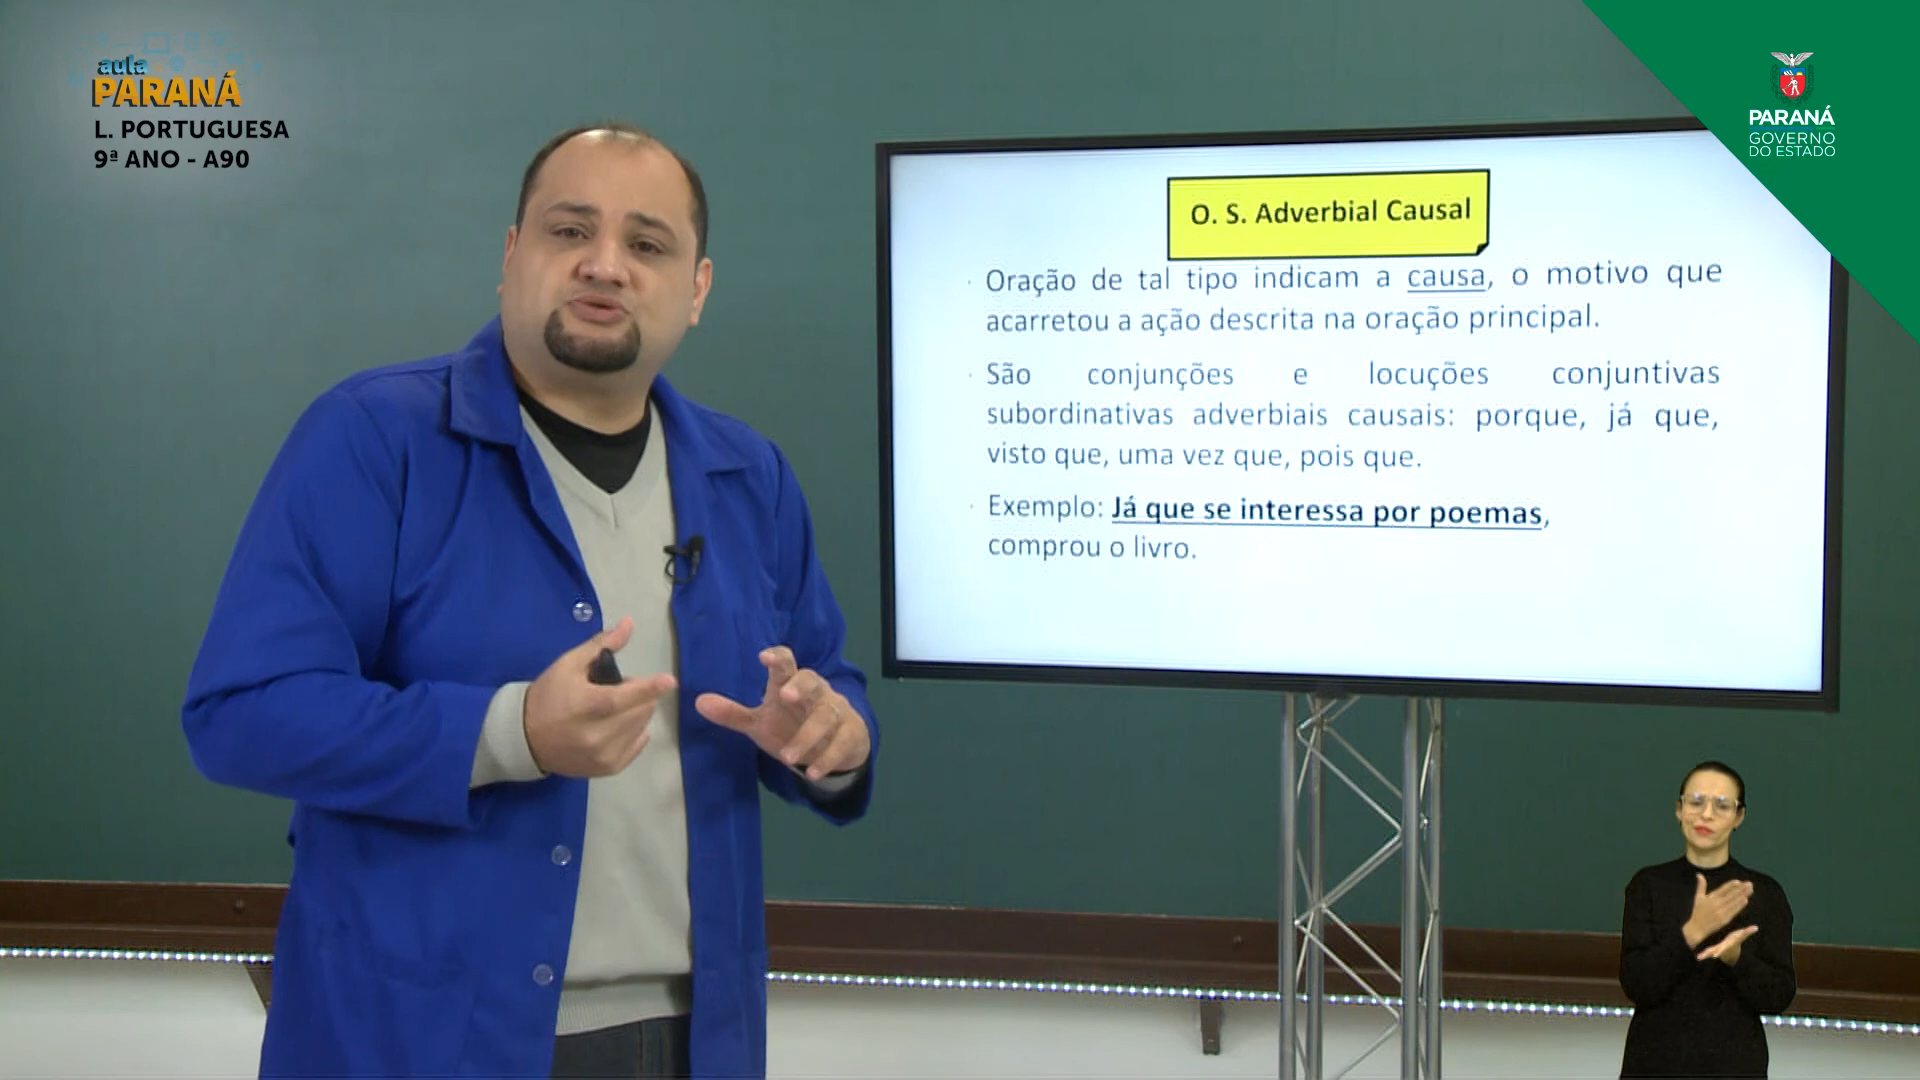 aula
PARANÁ
L. PORTUGUESA
9ª ANO - A90
PARANÁ
GOVERNO
DO ESTADO
O. S. Adverbial Causal
· Oração de tal tipo indicam a causa, o motivo que
acarretou a ação descrita na oração principal.
· São conjunções e locuções conjuntivas
subordinativas adverbiais causais: porque, já que,
visto que, uma vez que, pois que.
· Exemplo: Já que se interessa por poemas,
comprou o livro.